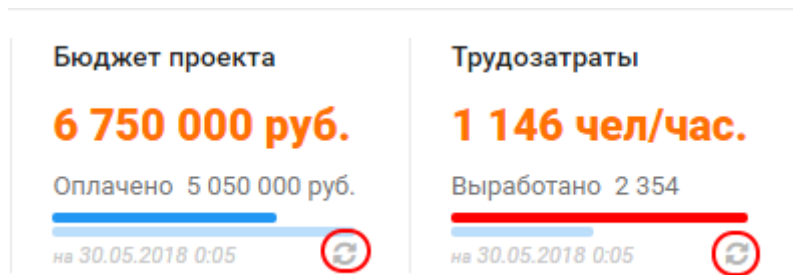 Бюджет проекта
6 750 000 руб.
Оплачено 5 050 000 руб.
на 30.05.2018 0:05
Трудозатраты
1 146 чел/час.
Выработано 2 354
на 30.05.2018 0:05